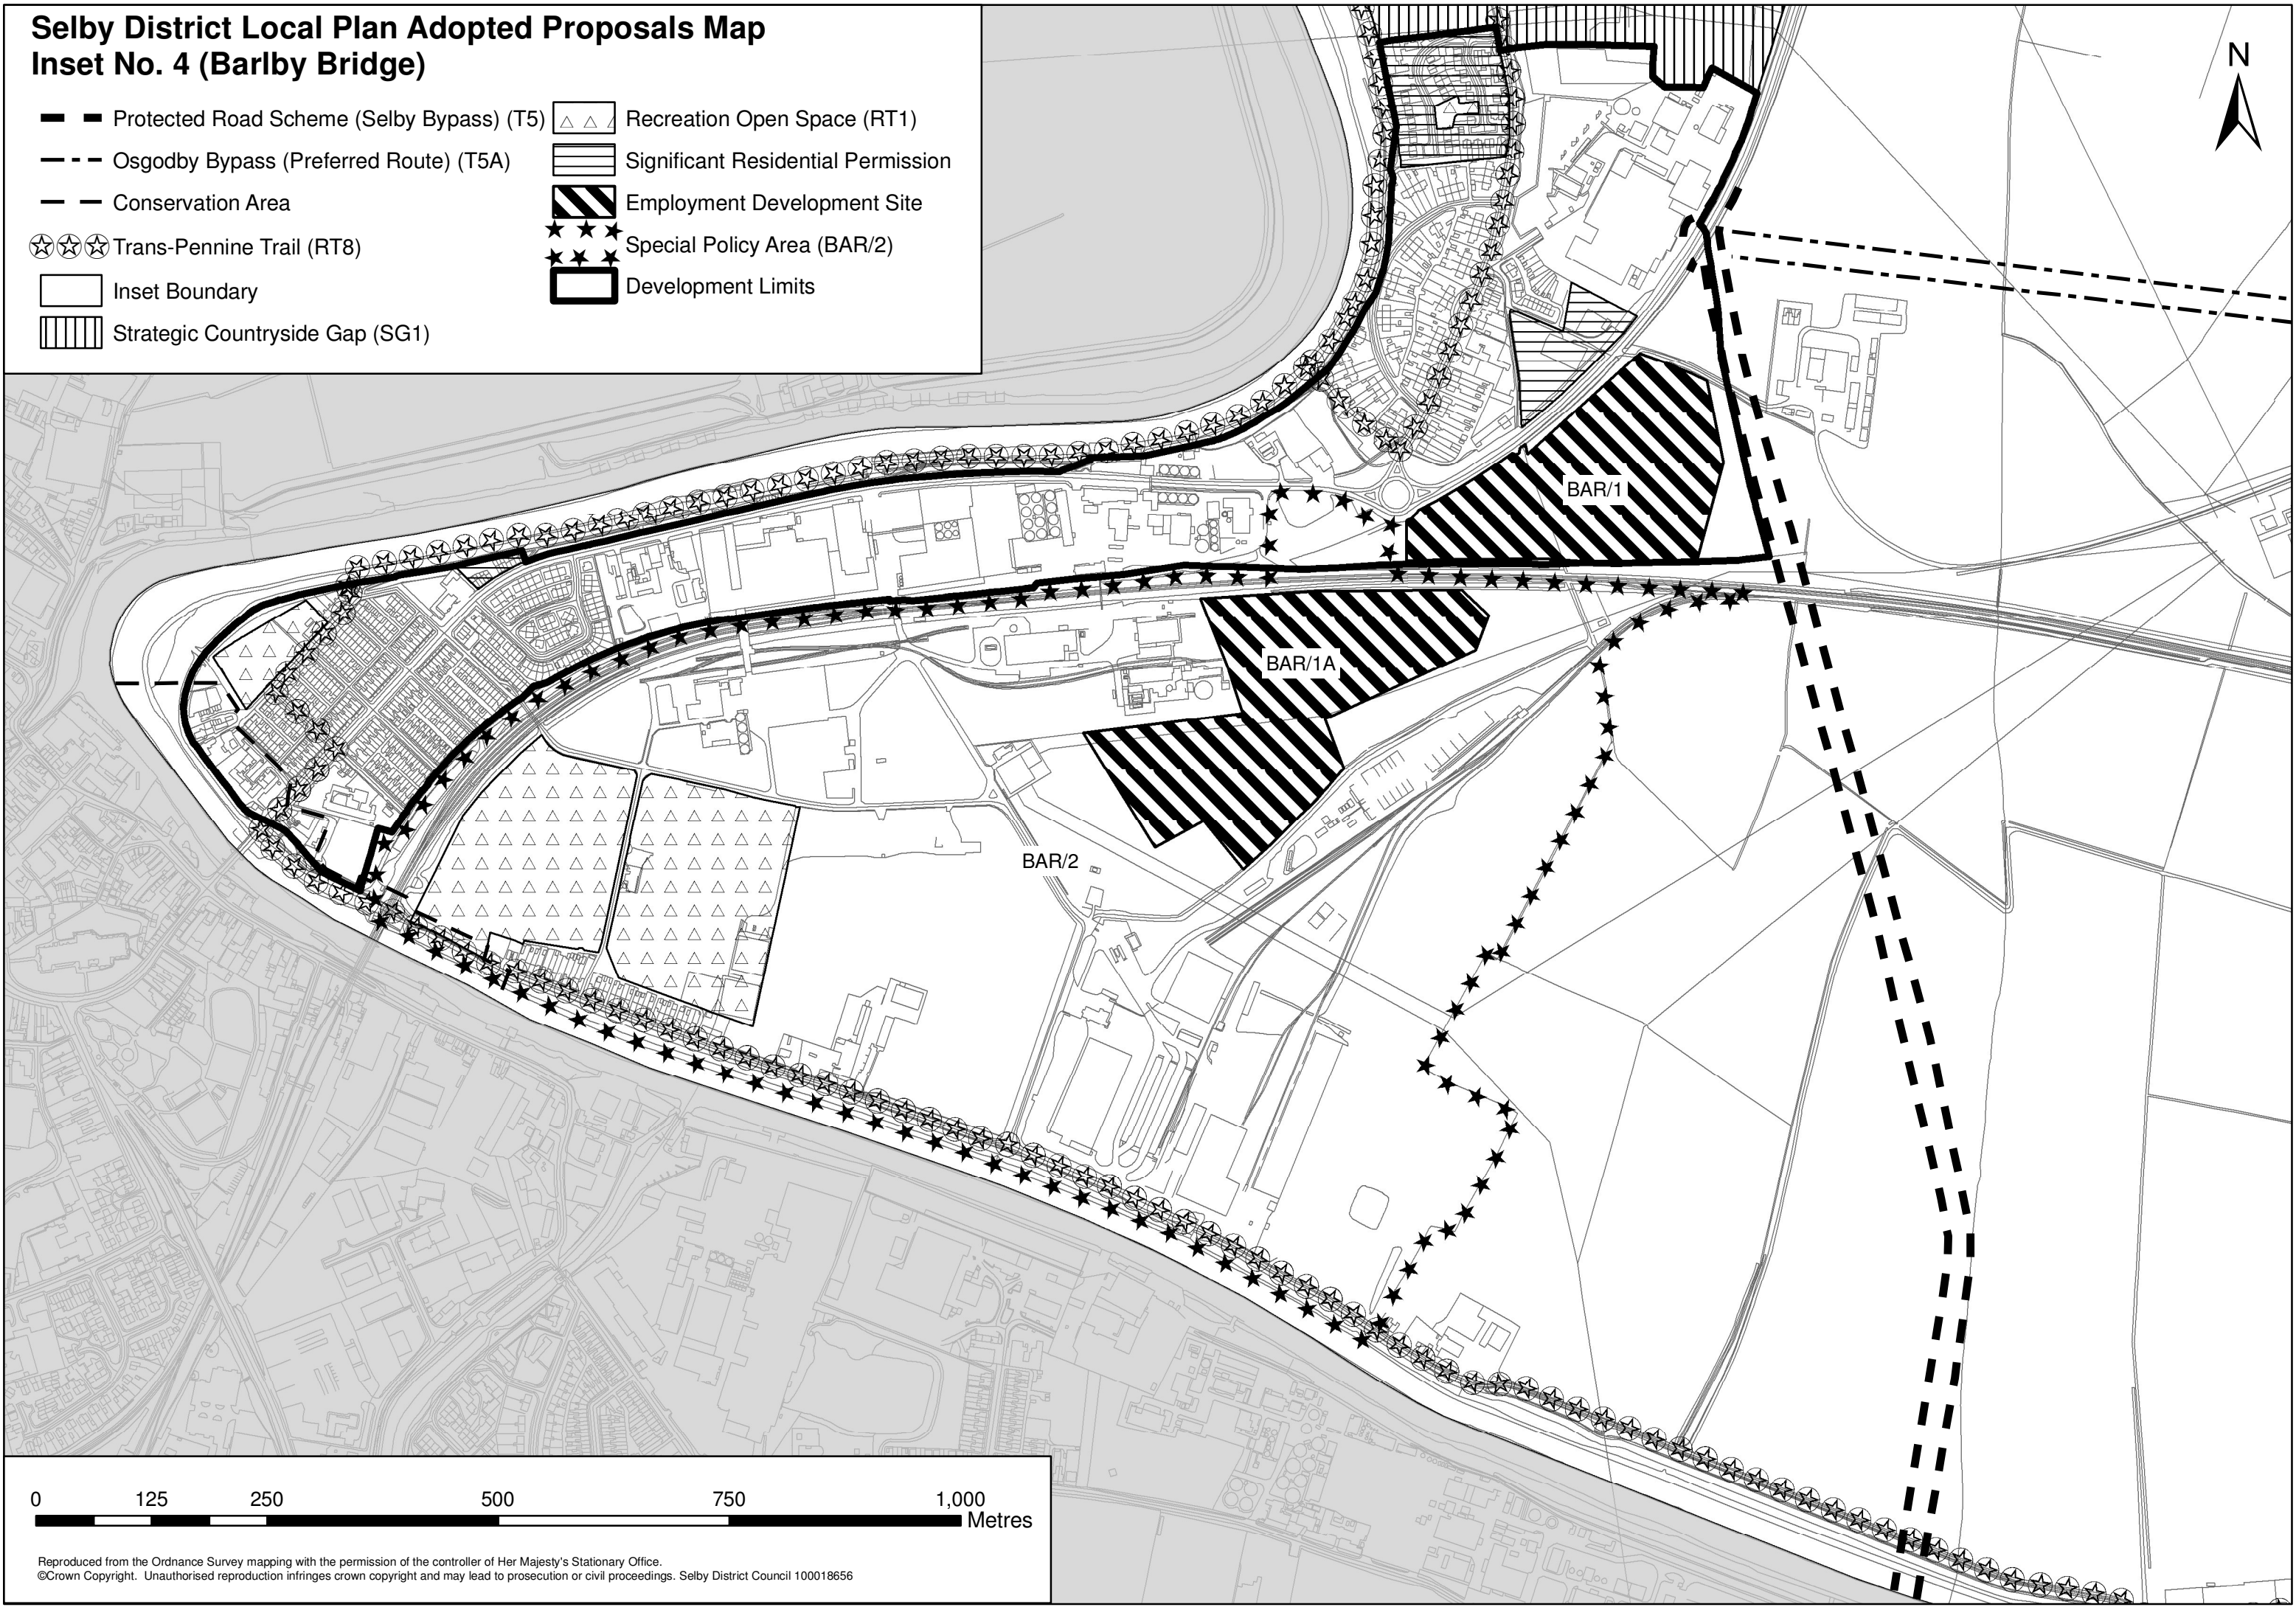 Selby District Local Plan Adopted Proposals Map
Inset No. 4 (Barlby Bridge)
Protected Road Scheme (Selby Bypass) (T5)
Osgodby Bypass (Preferred Route) (T5A)
Conservation Area
Trans-Pennine Trail (RT8)
Inset Boundary
Strategic Countryside Gap (SG1)
Recreation Open Space (RT1)
Significant Residential Permission
Employment Development Site
Special Policy Area (BAR/2)
Development Limits
N
BAR/1
BAR/1A
BAR/2
0 125 250 500 750 1,000
Metres
Reproduced from the Ordnance Survey mapping with the permission of the controller of Her Majesty's Stationary Office.
©Crown Copyright. Unauthorised reproduction infringes crown copyright and may lead to prosecution or civil proceedings. Selby District Council 100018656